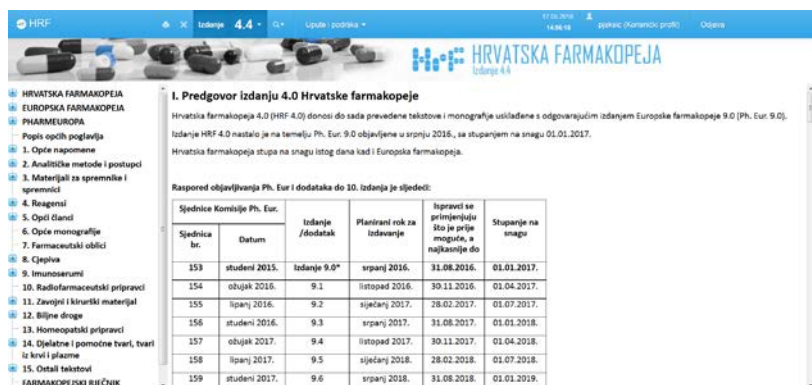 HRF
Izdanje 4.4
Upute i podrška
17.05.2018
14:56:10
(Korisnički profil)
Odjava
HRF HRVATSKA FARMAKOPEJA
Izdanje 4.4
HRVATSKA FARMAKOPEJA
EUROPSKA FARMAKOPEJA
PHARMEUROPA
Popis općih poglavlja
1. Opće napomene
2. Analitičke metode i postupci
3. Materijali za spremnike i
spremnici
4. Reagensi
5. Opći članci
6. Opće monografije
7. Farmaceutski oblici
8. Cjepiva
9. Imunoserumi
10. Radiofarmaceutski pripravci
11. Zavojni i kirurški materijal
12. Biljne droge
13. Homeopatski pripravci
14. Djelatne i pomoćne tvari, tvari
iz krvi i plazme
15. Ostali tekstovi
FARMAKOPEJSKI RJEČNIK
I. Predgovor izdanju 4.0 Hrvatske farmakopeje
Hrvatska farmakopeja 4.0 (HRF 4.0) donosi do sada prevedene tekstove i monografije usklađene s odgovarajućim izdanjem Europske farmakopeje 9.0 (Ph. Eur. 9.0).
Izdanje HRF 4.0 nastalo je na temelju Ph. Eur. 9.0 objavljene u srpnju 2016., sa stupanjem na snagu 01.01.2017.
Hrvatska farmakopeja stupa na snagu istog dana kad i Europska farmakopeja.
Raspored objavljivanja Ph. Eur i dodataka do 10. izdanja je sljedeći:
Sjednice Komisije Ph. Eur.
Sjednica br. Datum Izdanje /dodatak Planirani rok za izdavanje Ispravci se primjenjuju što je prije moguće, a najkasnije do Stupanje na snagu
153 studeni 2015. Izdanje 9.0* srpanj 2016. 31.08.2016. 01.01.2017.
154 ožujak 2016. 9.1 listopad 2016. 30.11.2016. 01.04.2017.
155 lipanj 2016. 9.2 siječanj 2017. 28.02.2017. 01.07.2017.
156 studeni 2016. 9.3 srpanj 2017. 31.08.2017. 01.01.2018.
157 ožujak 2017. 9.4 listopad 2017. 30.11.2017. 01.04.2018.
158 lipanj 2017. 9.5 siječanj 2018. 28.02.2018. 01.07.2018.
159 studeni 2017. 9.6 srpanj 2018. 31.08.2018. 01.01.2019.